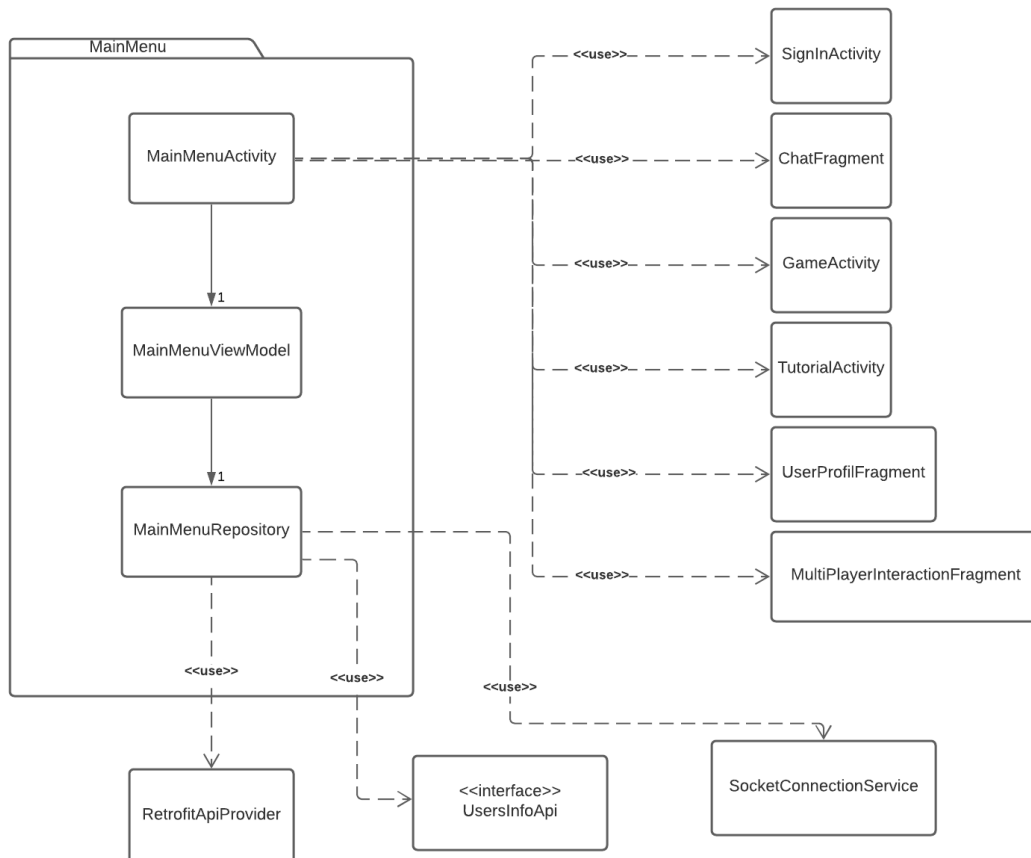 MainMenu
<<use>>
SignInActivity
MainMenuActivity
<<use>>
ChatFragment
<<use>>
GameActivity
1
MainMenuViewModel
<<use>>
TutorialActivity
<<use>>
UserProfilFragment
1
MainMenuRepository
<<use>>
MultiPlayerInteractionFragment
<<use>>
<<use>>
<<use>>
RetrofitApiProvider
<<interface>>
UsersInfoApi
SocketConnectionService